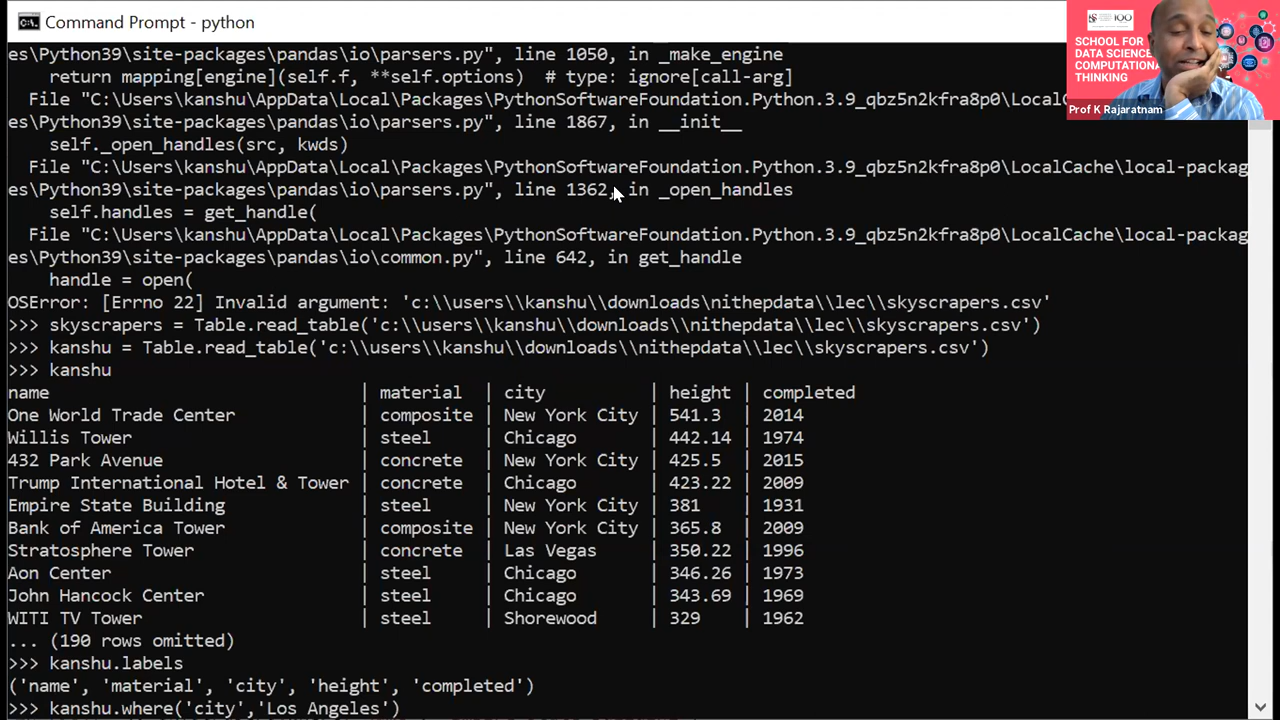 Command Prompt - python
es\Python39\site-packages\pandas\io\parsers.py", line 1050, in _make_engine
return mapping[engine](self.f, **self.options)  # type: ignore[call-arg]
File "C:\Users\kanshu\AppData\Local\Packages\PythonSoftwareFoundation.Python.3.9_qbz5n2kfra8p0\LocalC
es\Python39\site-packages\pandas\io\parsers.py", line 1867, in __init__
self._open_handles(src, kwds)
File "C:\Users\kanshu\AppData\Local\Packages\PythonSoftwareFoundation.Python.3.9_qbz5n2kfra8p0\LocalCache\local-packag
es\Python39\site-packages\pandas\io\parsers.py", line 1362, in _open_handles
self.handles = get_handle(
File "C:\Users\kanshu\AppData\Local\Packages\PythonSoftwareFoundation.Python.3.9_qbz5n2kfra8p0\LocalCache\local-packag
es\Python39\site-packages\pandas\io\common.py", line 642, in get_handle
handle = open(
OSError: [Errno 22] Invalid argument: 'c:\\users\\kanshu\\downloads\nithepdata\\lec\\skyscrapers.csv'
>>> skyscrapers = Table.read_table('c:\\users\\kanshu\\downloads\\nithepdata\\lec\\skyscrapers.csv')
>>> kanshu = Table.read_table('c:\\users\\kanshu\\downloads\\nithepdata\\lec\\skyscrapers.csv')
>>> kanshu
name | material | city | height | completed
One World Trade Center | composite | New York City | 541.3 | 2014
Willis Tower | steel | Chicago | 442.14 | 1974
432 Park Avenue | concrete | New York City | 425.5 | 2015
Trump International Hotel & Tower | concrete | Chicago | 423.22 | 2009
Empire State Building | steel | New York City | 381 | 1931
Bank of America Tower | composite | New York City | 365.8 | 2009
Stratosphere Tower | concrete | Las Vegas | 350.22 | 1996
Aon Center | steel | Chicago | 346.26 | 1973
John Hancock Center | steel | Chicago | 343.69 | 1969
WITI TV Tower | steel | Shorewood | 329 | 1962
... (190 rows omitted)
>>> kanshu.labels
('name', 'material', 'city', 'height', 'completed')
>>> kanshu.where('city','Los Angeles')
100
SCHOOL FOR
DATA SCIENCE
COMPUTATIONA
THINKING
Prof K Rajaratnam